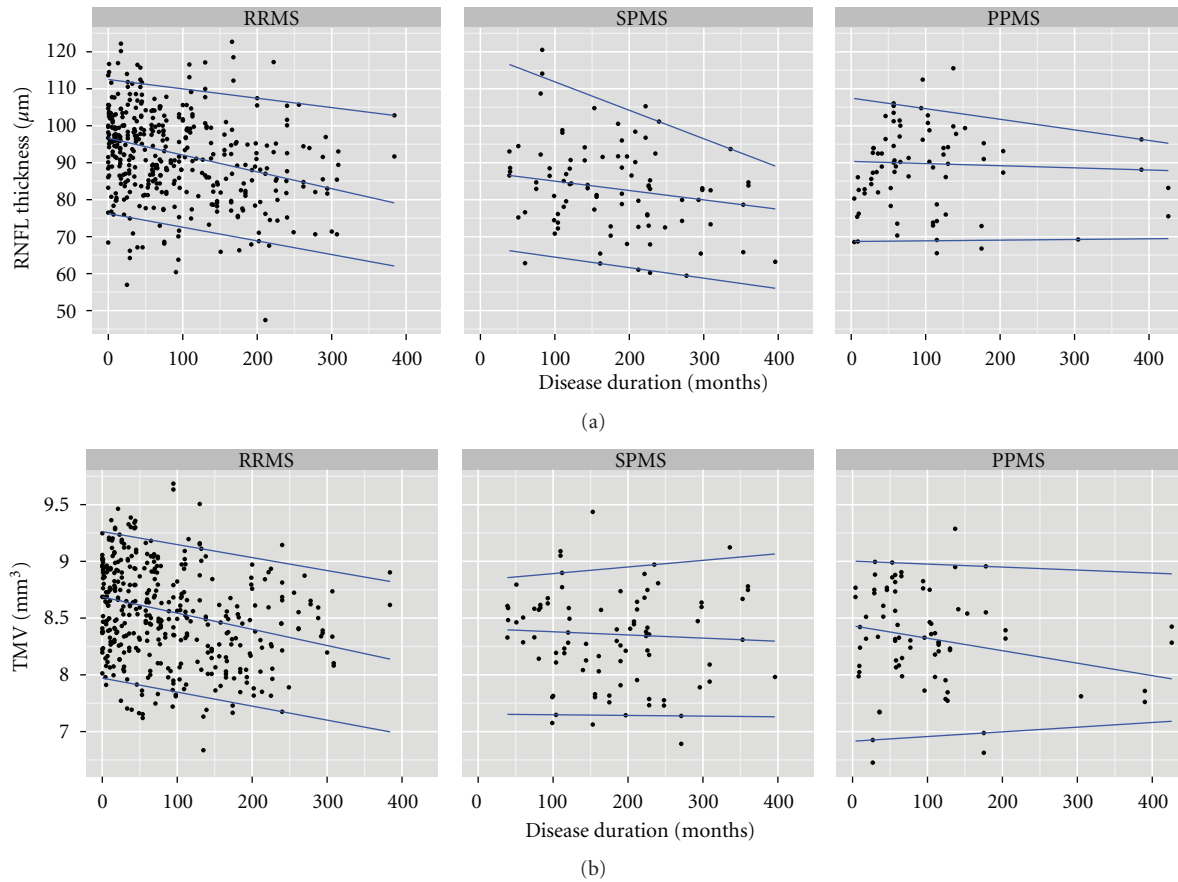 RRMS SPMS PPMS
120
110
100
90
80
70
60
50
RNFL thickness (μm)
0 100 200 300 400 0 100 200 300 400 0 100 200 300 400
Disease duration (months)
(a)
RRMS SPMS PPMS
9.5
9
8.5
8
7
TMV (mm³)
0 100 200 300 400 0 100 200 300 400 0 100 200 300 400
Disease duration (months)
(b)